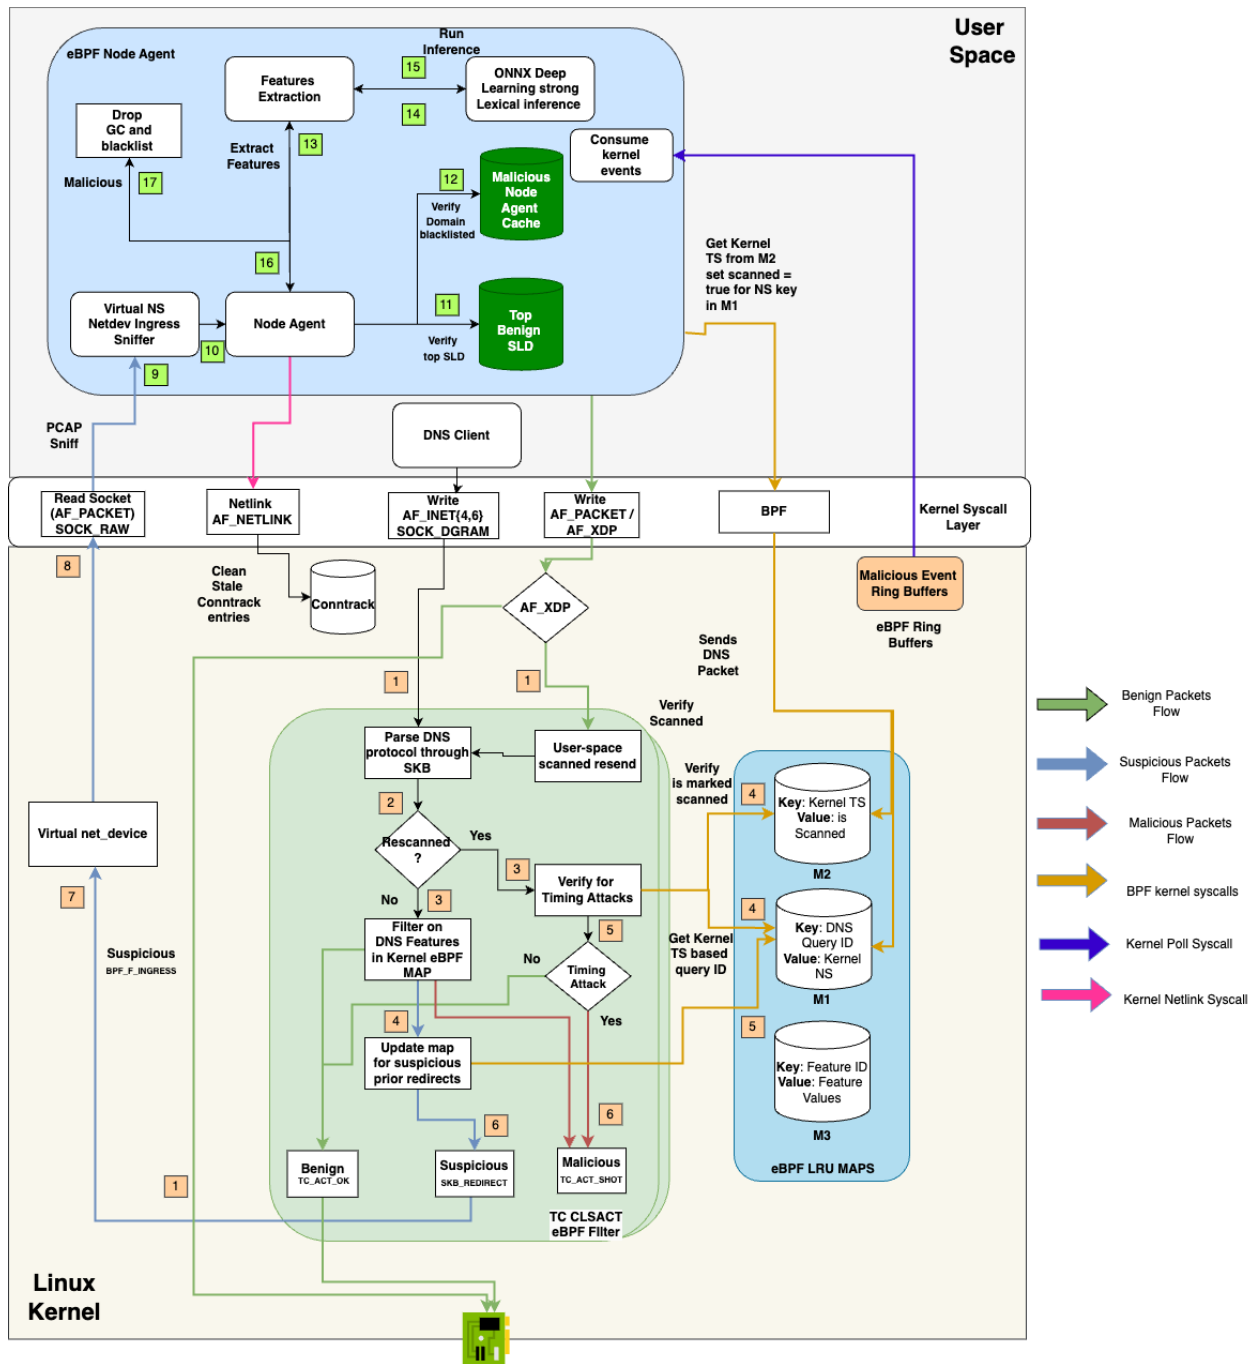 User
Space
eBPF Node Agent
Run
Inference
15
Features
Extraction
ONNX Deep
Learning strong
Lexical inference
14
Drop
GC and
blacklist
Extract
Features
13
Consume
kernel
events
Malicious
17
12
Verify
Domain
blacklisted
Malicious
Node
Agent
Cache
16
Get Kernel
TS from M2
set scanned =
true for NS key
in M1
Virtual NS
Netdev Ingress
Sniffer
10
Node Agent
11
Verify
top SLD
Top
Benign
SLD
9
PCAP
Sniff
DNS Client
Read Socket
(AF_PACKET)
SOCK_RAW
Netlink
AF_NETLINK
Write
AF_INET{4,6}
SOCK_DGRAM
Write
AF_PACKET /
AF_XDP
BPF
Kernel Syscall
Layer
8
Clean
Stale
Conntrack
entries
Conntrack
AF_XDP
Malicious Event
Ring Buffers
eBPF Ring
Buffers
Sends
DNS
Packet
1
1
Verify
Scanned
Parse DNS
protocol through
SKB
User-space
scanned resend
Verify
is marked
scanned
4
Key: Kernel TS
Value: is
Scanned
M2
2
Rescanned
?
Yes
3
Verify for
Timing Attacks
No
3
Filter on
DNS Features
in Kernel eBPF
MAP
5
Get Kernel
TS based
query ID
4
Key: DNS
Query ID
Value: Kernel
NS
M1
No
Timing
Attack
Yes
4
Update map
for suspicious
prior redirects
5
Key: Feature ID
Value: Feature
Values
M3
eBPF LRU MAPS
Virtual net_device
7
Suspicious
BPF_F_INGRESS
6
6
Benign
TC_ACT_OK
Suspicious
SKB_REDIRECT
Malicious
TC_ACT_SHOT
1
TC CLSACT
eBPF FIlter
Linux
Kernel
Benign Packets
Flow
Suspicious Packets
Flow
Malicious Packets
Flow
BPF kernel syscalls
Kernel Poll Syscall
Kernel Netlink Syscall